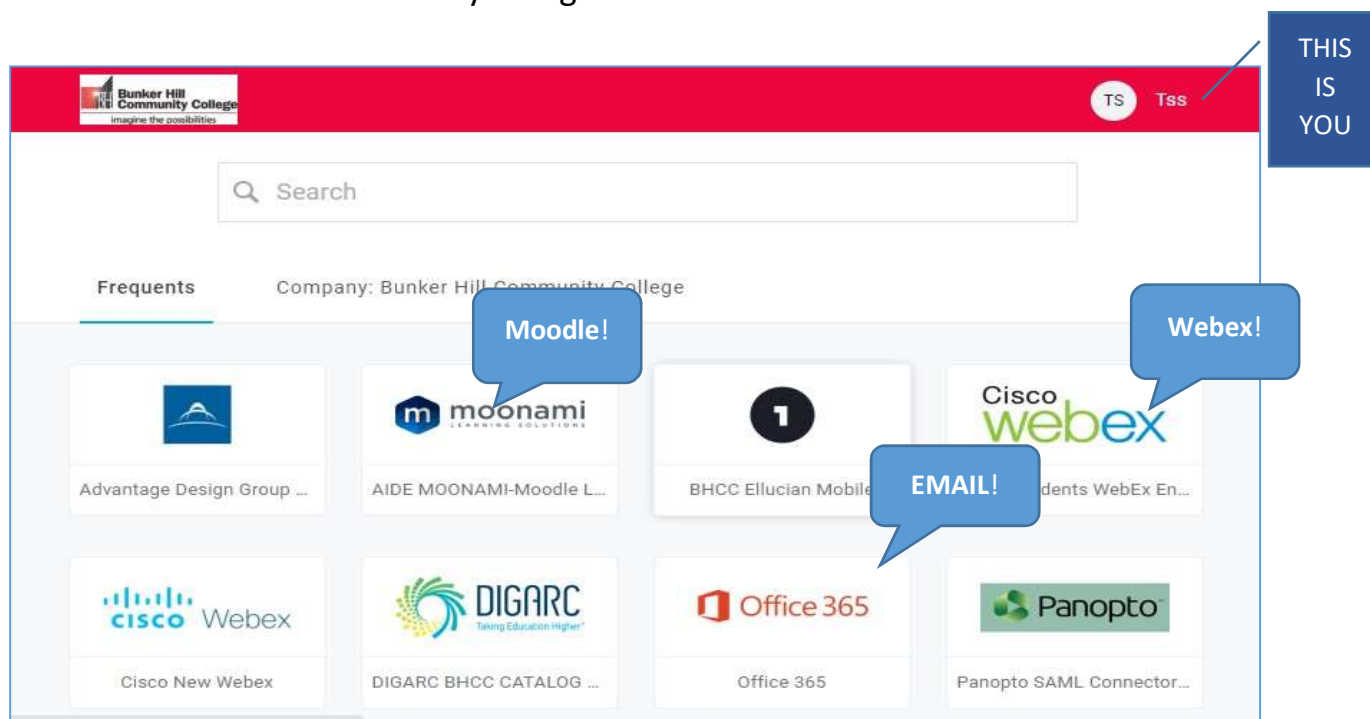 THIS
IS
YOU
Bunker Hill
Community College
imagine the possibilities
TS Tss
Search
Frequents Company: Bunker Hill Community College
Moodle!
Webex!
moonami
LEARNING SOLUTIONS
1
Cisco
webex
Advantage Design Group ...
AIDE MOONAMI-Moodle L...
BHCC Ellucian Mobile
EMAIL!
dents WebEx En...
cisco Webex
DIGARC
Taking Education Higher
Office 365
Panopto
Cisco New Webex
DIGARC BHCC CATALOG ...
Office 365
Panopto SAML Connector...